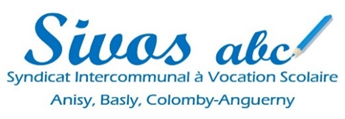 Sivos abc
Syndicat Intercommunal à Vocation Scolaire
Anisy, Basly, Colomby-Anguerny